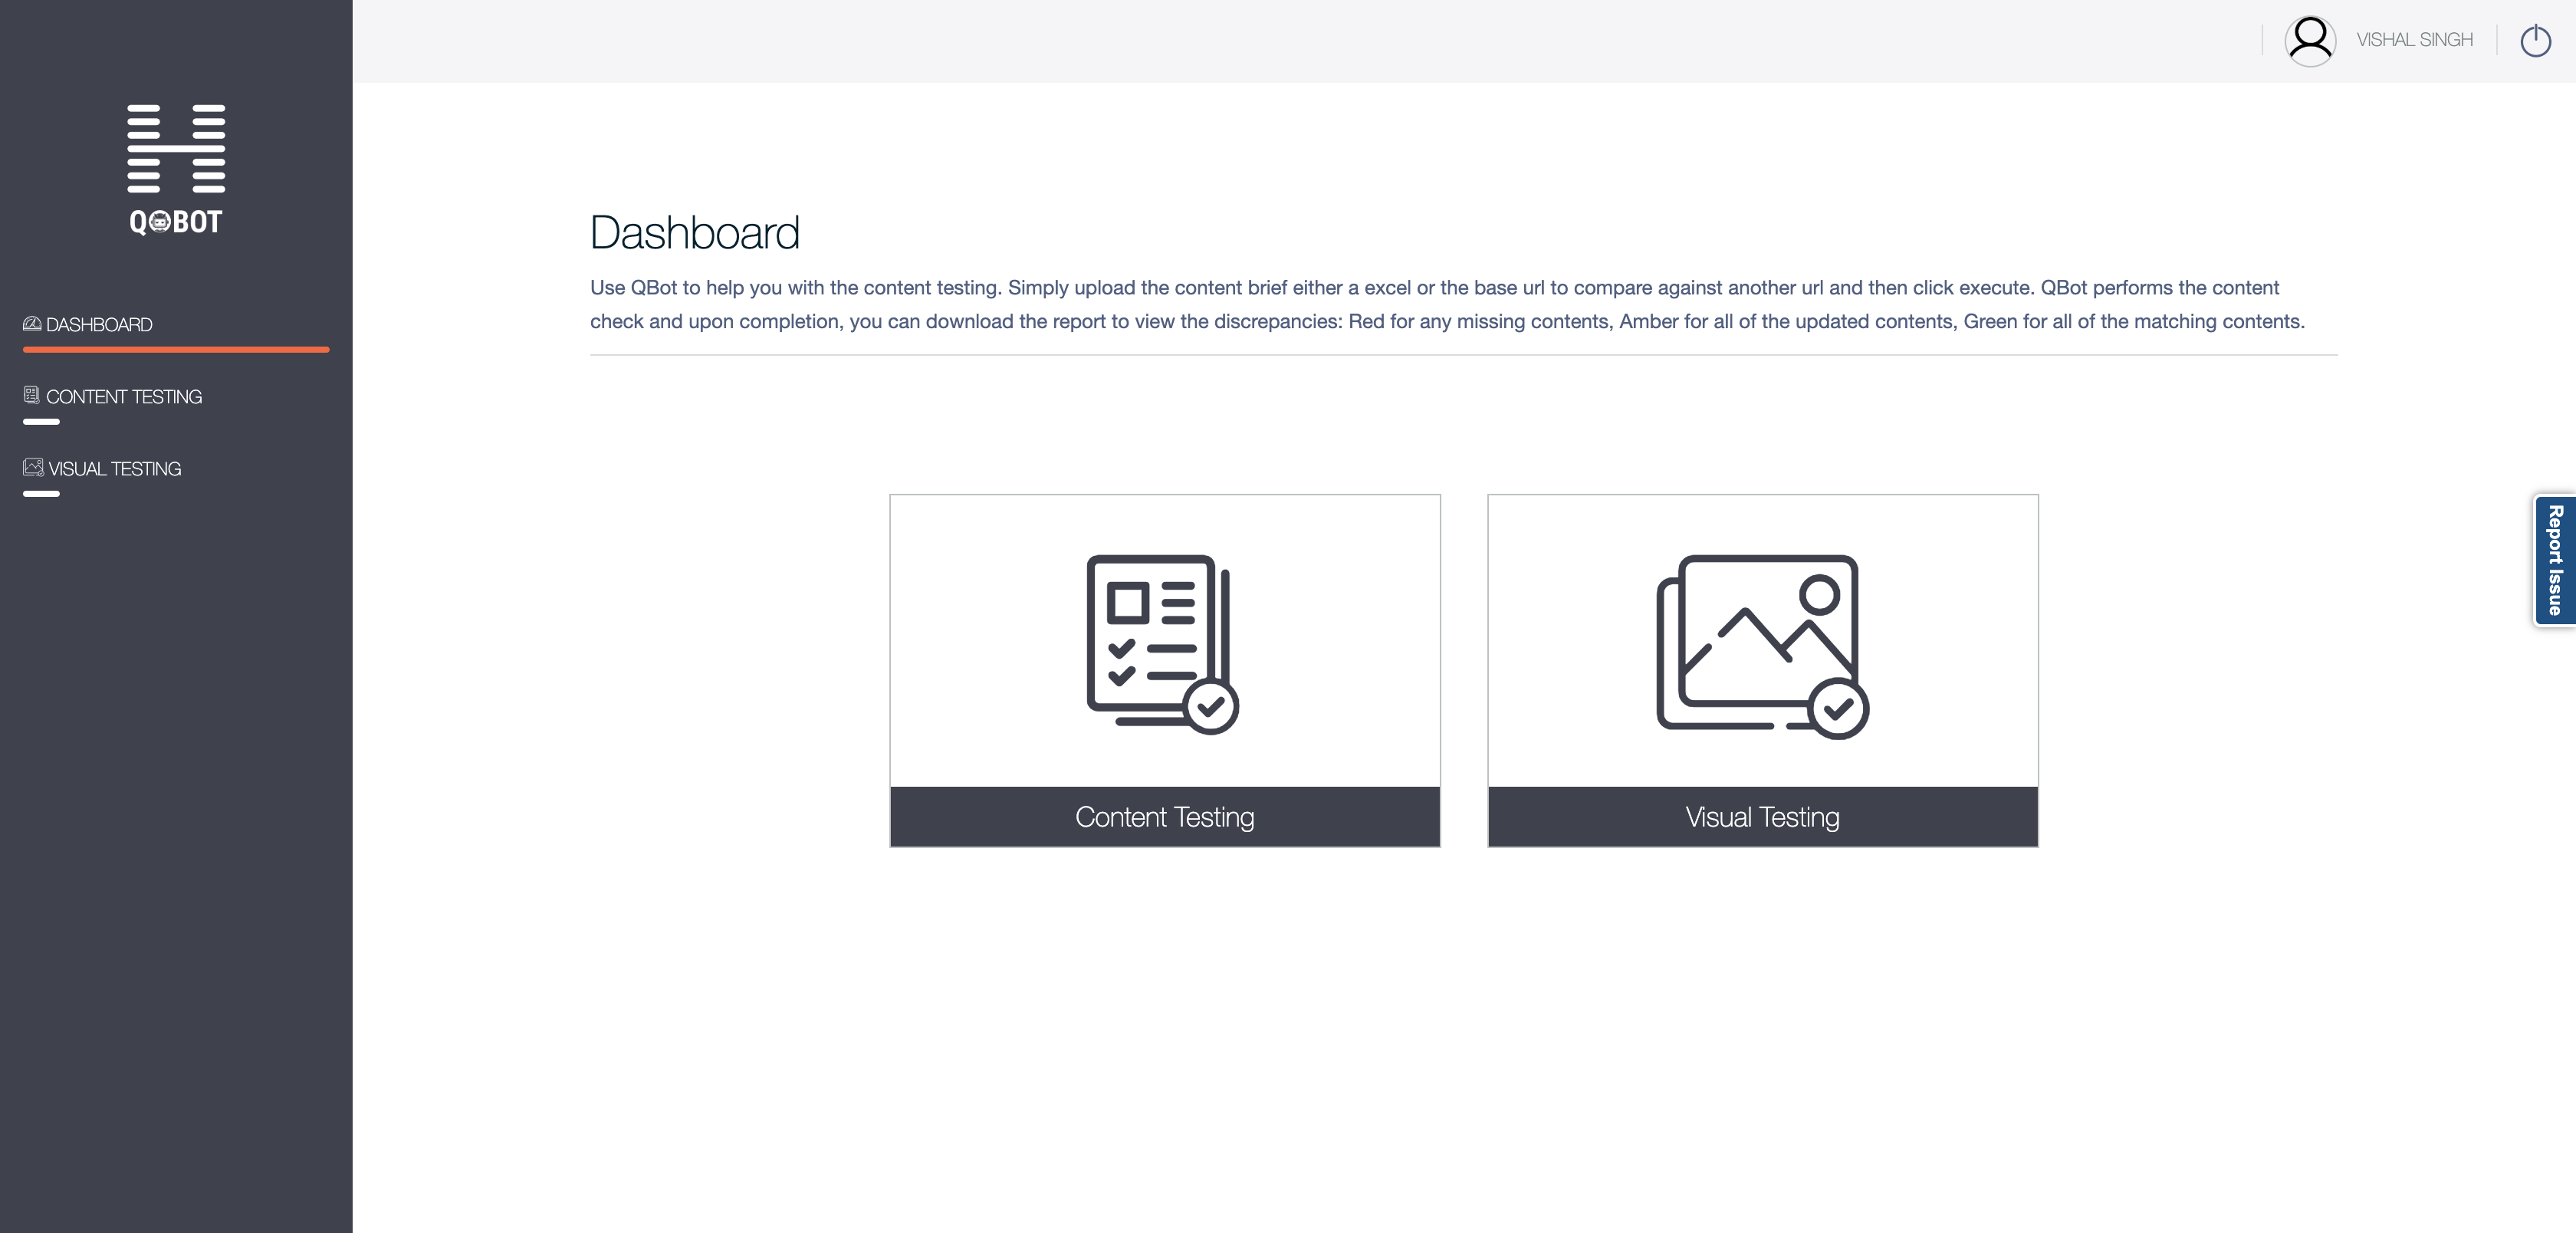 VISHAL SINGH
QBOT
DASHBOARD
CONTENT TESTING
VISUAL TESTING
Dashboard
Use QBot to help you with the content testing. Simply upload the content brief either a excel or the base url to compare against another url and then click execute. QBot performs the content
check and upon completion, you can download the report to view the discrepancies: Red for any missing contents, Amber for all of the updated contents, Green for all of the matching contents.
Content Testing
Visual Testing
Report Issue